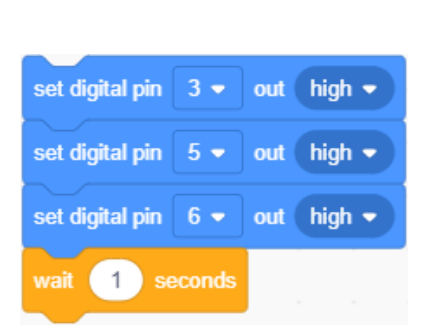 set digital pin 3 out high
set digital pin 5 out high
set digital pin 6 out high
wait 1 seconds